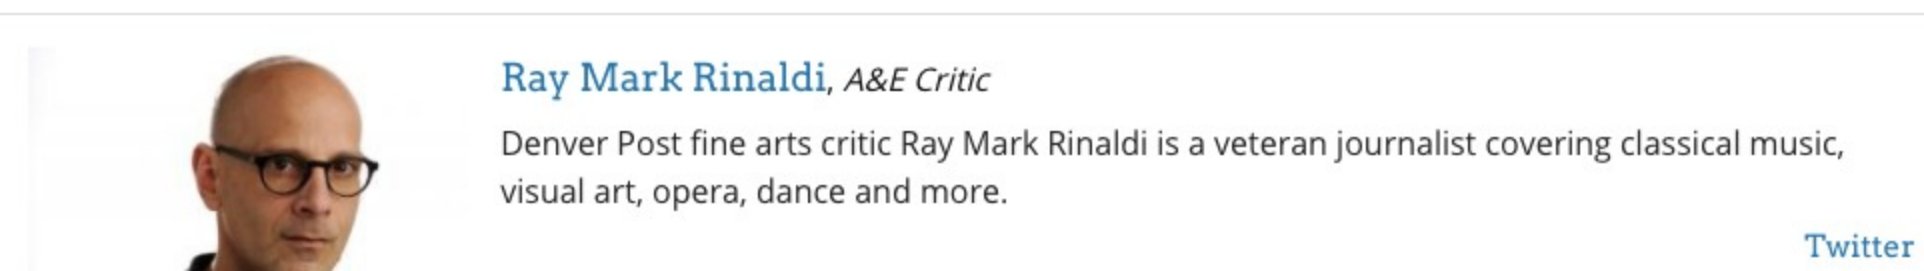 Ray Mark Rinaldi, A&E Critic
Denver Post fine arts critic Ray Mark Rinaldi is a veteran journalist covering classical music,
visual art, opera, dance and more.
Twitter